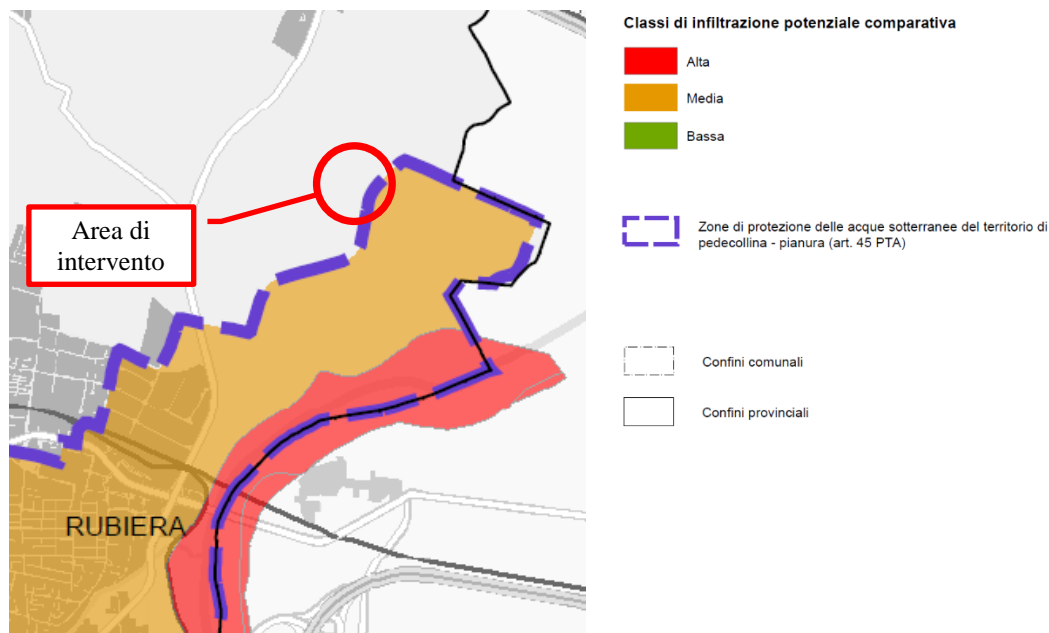 Area di
intervento
RUBIERA
Classi di infiltrazione potenziale comparativa
Alta
Media
Bassa
Zone di protezione delle acque sotterranee del territorio di
pedecollina - pianura (art. 45 PTA)
Confini comunali
Confini provinciali